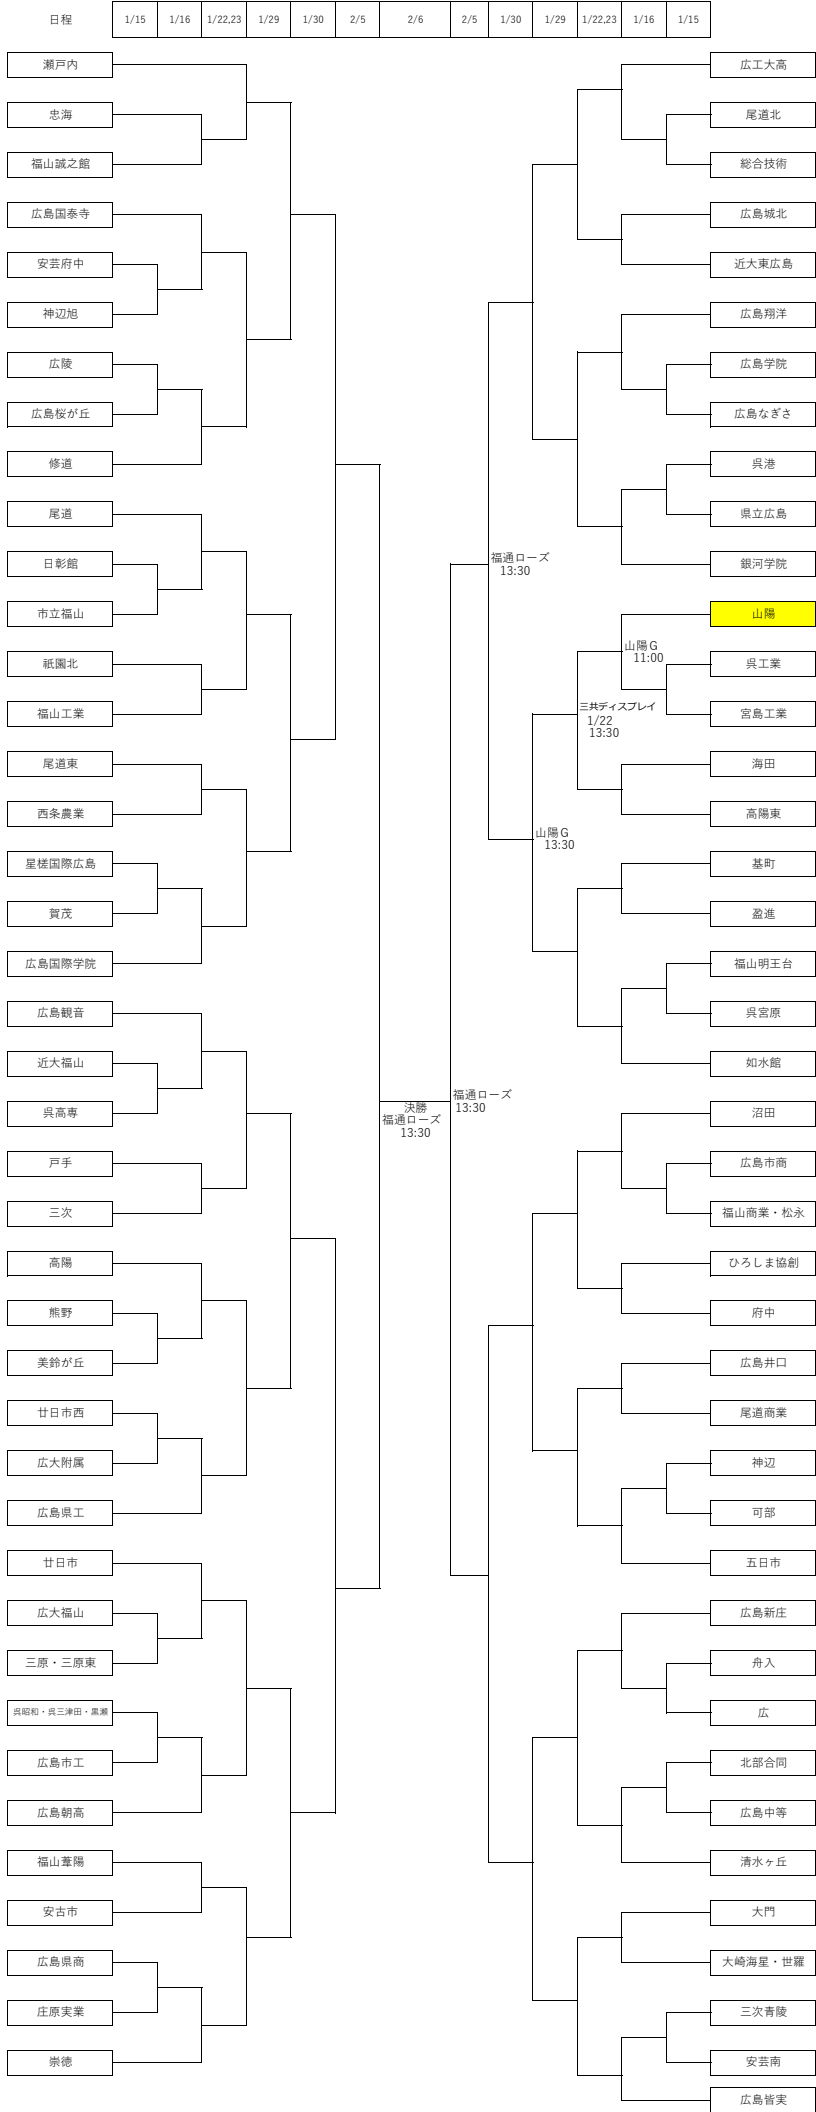 日程 1/15 1/16 1/22,23 1/29 1/30 2/5 2/6 2/5 1/30 1/29 1/22,23 1/16 1/15
瀬戸内
忠海
福山誠之館
広島国泰寺
安芸府中
神辺旭
広陵
広島桜が丘
修道
尾道
日彰館
市立福山
祇園北
福山工業
尾道東
西条農業
星槎国際広島
賀茂
広島国際学院
広島観音
近大福山
呉高専
戸手
三次
高陽
熊野
美鈴が丘
廿日市西
広大附属
広島県工
廿日市
広大福山
三原・三原東
呉昭和・呉三津田・黒瀬
広島市工
広島朝高
福山葦陽
安古市
広島県商
庄原実業
崇徳
決勝
福通ローズ
13:30
福通ローズ
13:30
福通ローズ
13:30
山陽G
13:30
三共ディスプレイ
1/22
13:30
山陽G
11:00
広工大高
尾道北
総合技術
広島城北
近大東広島
広島翔洋
広島学院
広島なぎさ
呉港
県立広島
銀河学院
山陽
呉工業
宮島工業
海田
高陽東
基町
盈進
福山明王台
呉宮原
如水館
沼田
広島市商
福山商業・松永
ひろしま協創
府中
広島井口
尾道商業
神辺
可部
五日市
広島新庄
舟入
広
北部合同
広島中等
清水ヶ丘
大門
大崎海星・世羅
三次青陵
安芸南
広島皆実